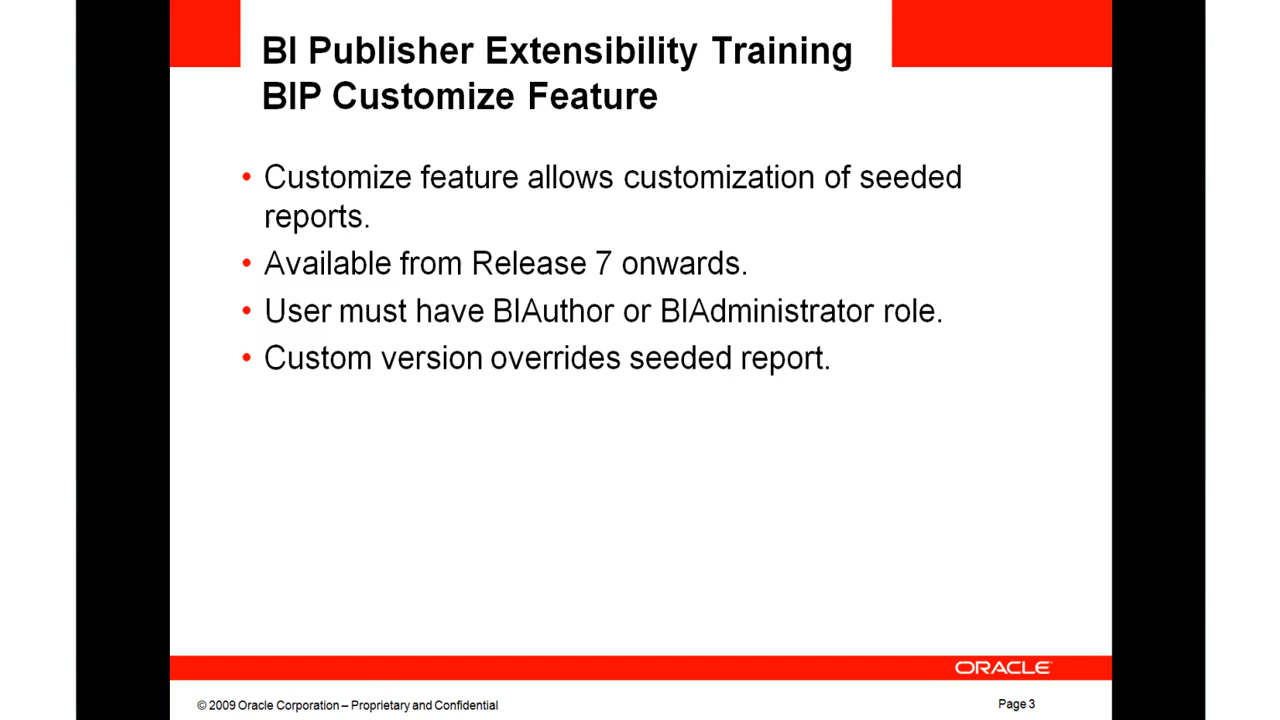 BI Publisher Extensibility Training
BIP Customize Feature
• Customize feature allows customization of seeded
reports.
• Available from Release 7 onwards.
• User must have BIAuthor or BIAdministrator role.
• Custom version overrides seeded report.
ORACLE
© 2009 Oracle Corporation – Proprietary and Confidential
Page 3